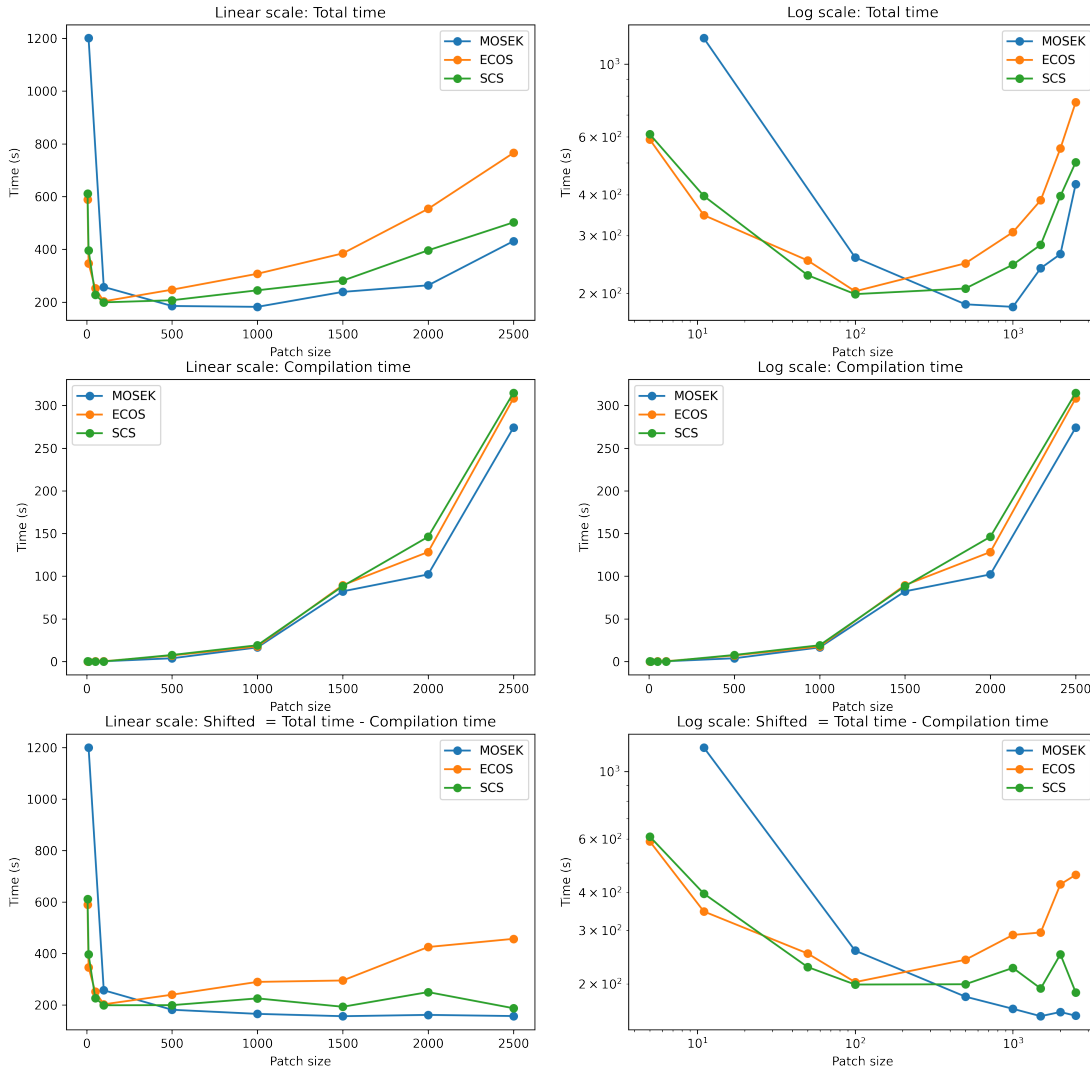 Linear scale: Total time
1200
1000
800
600
400
200
0
500
1000
1500
2000
2500
Time (s)
Patch size
MOSEK
ECOS
SCS
Log scale: Total time
10³
6 × 10²
4 × 10²
3 × 10²
2 × 10²
10¹
10²
10³
Time (s)
Patch size
MOSEK
ECOS
SCS
Linear scale: Compilation time
300
250
200
150
100
50
0
0
500
1000
1500
2000
2500
Time (s)
Patch size
MOSEK
ECOS
SCS
Log scale: Compilation time
300
250
200
150
100
50
0
0
500
1000
1500
2000
2500
Time (s)
Patch size
MOSEK
ECOS
SCS
Linear scale: Shifted = Total time - Compilation time
1200
1000
800
600
400
200
0
500
1000
1500
2000
2500
Time (s)
Patch size
MOSEK
ECOS
SCS
Log scale: Shifted = Total time - Compilation time
10³
6 × 10²
4 × 10²
3 × 10²
2 × 10²
10¹
10²
10³
Time (s)
Patch size
MOSEK
ECOS
SCS